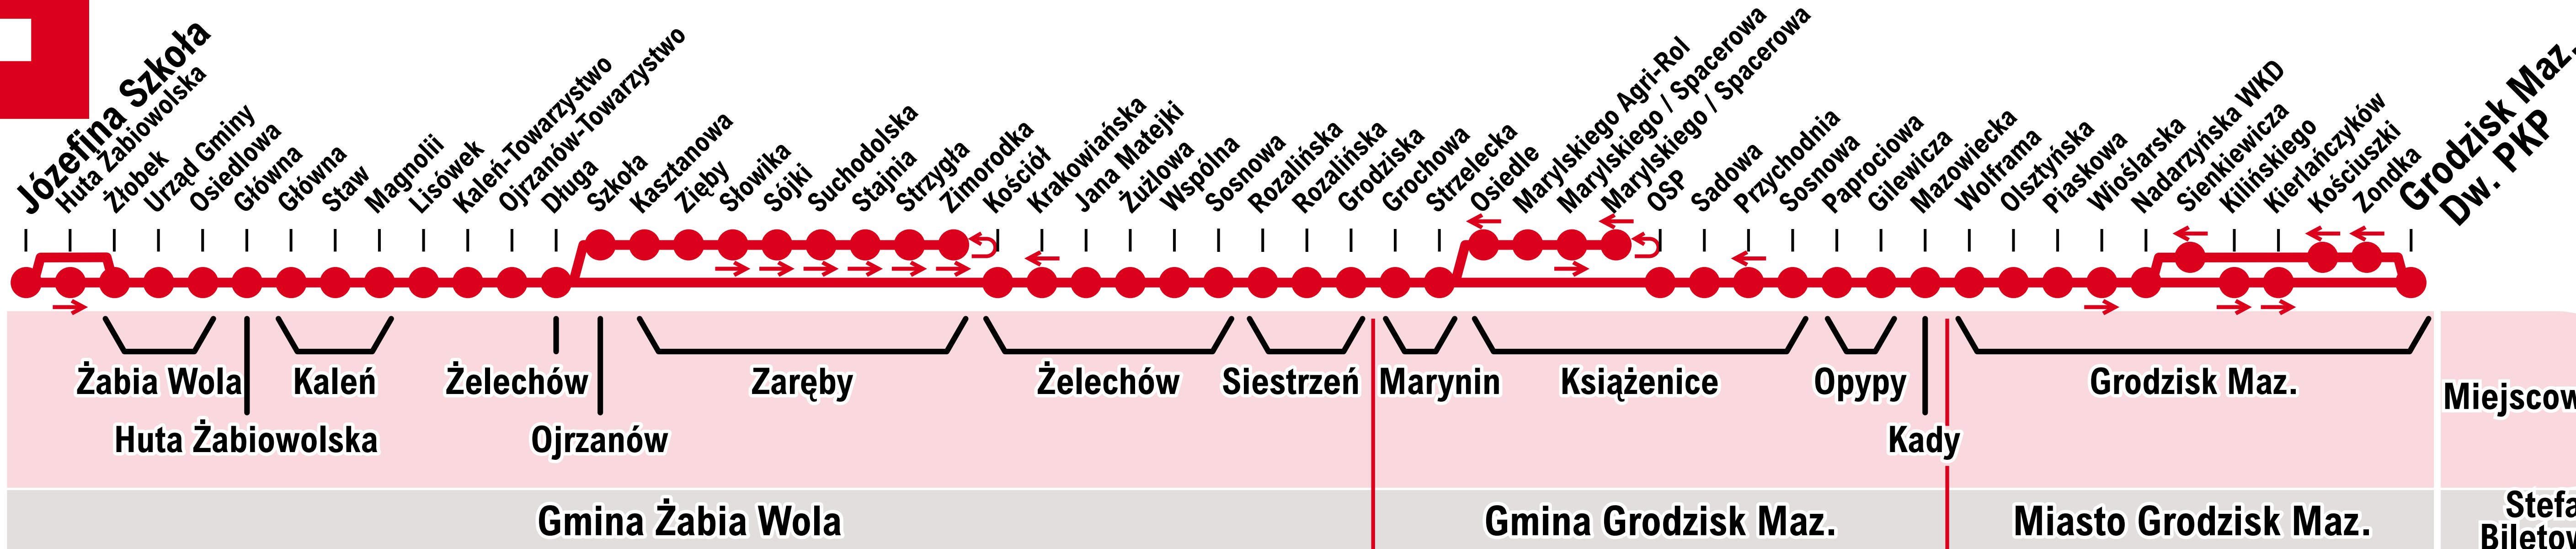 Józefina Szkoła
Huta Żabiowolska
Żłobek
Urząd Gminy
Osiedlowa
Główna
Główna
Staw
Magnolii
Lisówek
Kaleń-Towarzystwo
Ojrzanów-Towarzystwo
Długa
Szkoła
Kasztanowa
Zięby
Słowika
Sójki
Suchodolska
Stajnia
Strzygła
Zimorodka
Kościół
Krakowiańska
Jana Matejki
Żużlowa
Wspólna
Sosnowa
Rozalińska
Rozalińska
Grodziska
Grochowa
Strzelecka
Osiedle
Marylskiego Agri-Rol
Marylskiego / Spacerowa
Marylskiego / Spacerowa
OSP
Sadowa
Przychodnia
Sosnowa
Paprociowa
Gilewicza
Mazowiecka
Wolframa
Olsztyńska
Piaskowa
Wioślarska
Nadarzyńska WKD
Sienkiewicza
Kilińskiego
Kierlańczyków
Kościuszki
Zondka
Grodzisk Maz.,
Dw. PKP
Żabia Wola
Kaleń
Żelechów
Zaręby
Żelechów
Siestrzeń
Marynin
Książenice
Opypy
Grodzisk Maz.
Miejscow
Huta Żabiowolska
Ojrzanów
Kady
Gmina Żabia Wola
Gmina Grodzisk Maz.
Miasto Grodzisk Maz.
Stefa
Biletow